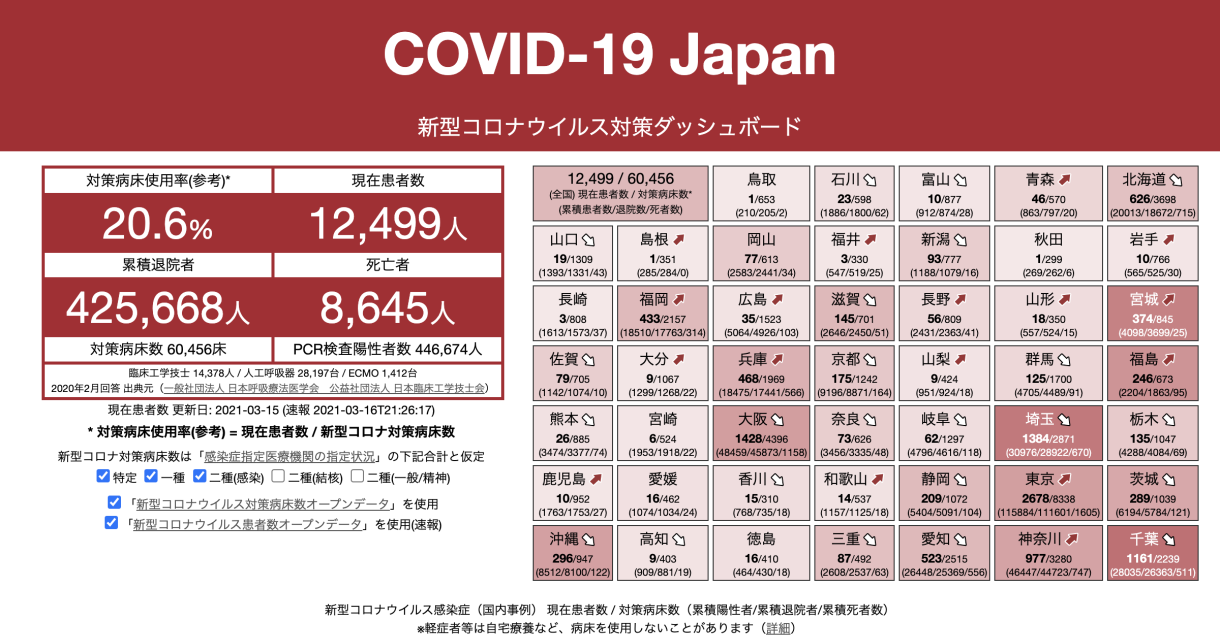 COVID-19 Japan
新型コロナウイルス対策ダッシュボード
対策病床使用率(参考)*
現在患者数
20.6%
12,499人
累積退院者
死亡者
425,668人
8,645人
対策病床数 60,456床
PCR検査陽性者数 446,674人
臨床工学技士 14,378人 / 人工呼吸器 28,197台 / ECMO 1,412台
2020年2月回答 出典元（一般社団法人 日本呼吸療法医学会　公益社団法人 日本臨床工学技士会）
現在患者数 更新日: 2021-03-15 (速報 2021-03-16T21:26:17)
* 対策病床使用率(参考) = 現在患者数 / 新型コロナ対策病床数
新型コロナ対策病床数は「感染症指定医療機関の指定状況」の下記合計と仮定
特定 一種 二種(感染) 二種(結核) 二種(一般/精神)
「新型コロナウイルス対策病床数オープンデータ」を使用
「新型コロナウイルス患者数オープンデータ」を使用(速報)
12,499 / 60,456
(全国) 現在患者数 / 対策病床数*
(累積患者数/退院数/死者数)
鳥取
1/653
(210/205/2)
石川
23/598
(1886/1800/62)
富山
10/877
(912/874/28)
青森
46/570
(863/797/20)
北海道
626/3698
(20013/18672/715)
山口
19/1309
(1393/1331/43)
島根
1/351
(285/284/0)
岡山
77/613
(2583/2441/34)
福井
3/330
(547/519/25)
新潟
93/777
(1188/1079/16)
秋田
1/299
(269/262/6)
岩手
10/766
(565/525/30)
長崎
3/808
(1613/1573/37)
福岡
433/2157
(18510/17763/314)
広島
35/1523
(5064/4926/103)
滋賀
145/701
(2646/2450/51)
長野
56/809
(2431/2363/41)
山形
18/350
(557/524/15)
宮城
374/845
(4098/3699/25)
佐賀
79/705
(1142/1074/10)
大分
9/1067
(1299/1268/22)
兵庫
468/1969
(18475/17441/566)
京都
175/1242
(9196/8871/164)
山梨
9/424
(951/924/18)
群馬
125/1700
(4705/4489/91)
福島
246/673
(2204/1863/95)
熊本
26/885
(3474/3377/74)
宮崎
6/524
(1953/1918/22)
大阪
1428/4396
(48459/45873/1158)
奈良
73/626
(3456/3335/48)
岐阜
62/1297
(4796/4616/118)
埼玉
1384/2871
(30976/28922/670)
栃木
135/1047
(4288/4084/69)
鹿児島
10/952
(1763/1753/27)
愛媛
16/462
(1074/1034/24)
香川
15/310
(768/735/18)
和歌山
14/537
(1157/1125/18)
静岡
209/1072
(5404/5091/104)
東京
2678/8338
(115884/111601/1605)
茨城
289/1039
(6194/5784/121)
沖縄
296/947
(8512/8100/122)
高知
9/403
(909/881/19)
徳島
16/410
(464/430/18)
三重
87/492
(2608/2537/63)
愛知
523/2515
(26448/25369/556)
神奈川
977/3280
(46447/44723/747)
千葉
1161/2239
(28035/26363/511)
新型コロナウイルス感染症（国内事例） 現在患者数 / 対策病床数（累積陽性者/累積退院者/累積死者数）
※軽症者等は自宅療養など、病床を使用しないことがあります（詳細）